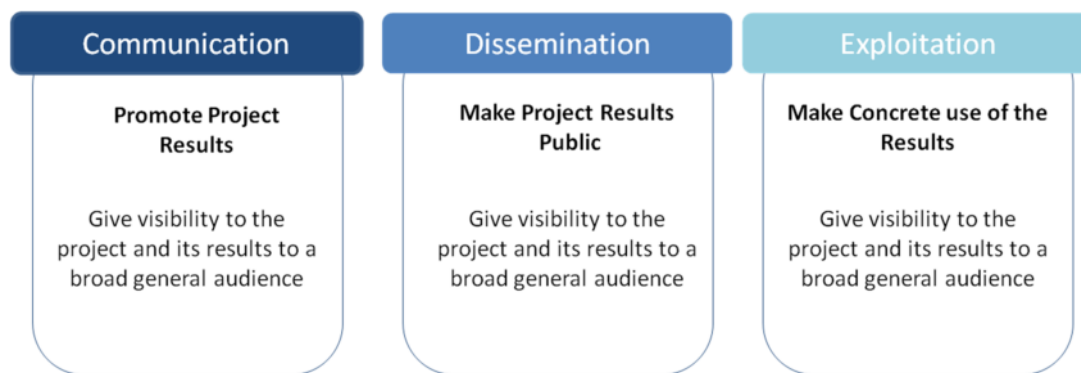 Communication
Promote Project
Results
Give visibility to the
project and its results to a
broad general audience
Dissemination
Make Project Results
Public
Give visibility to the
project and its results to a
broad general audience
Exploitation
Make Concrete use of the
Results
Give visibility to the
project and its results to a
broad general audience